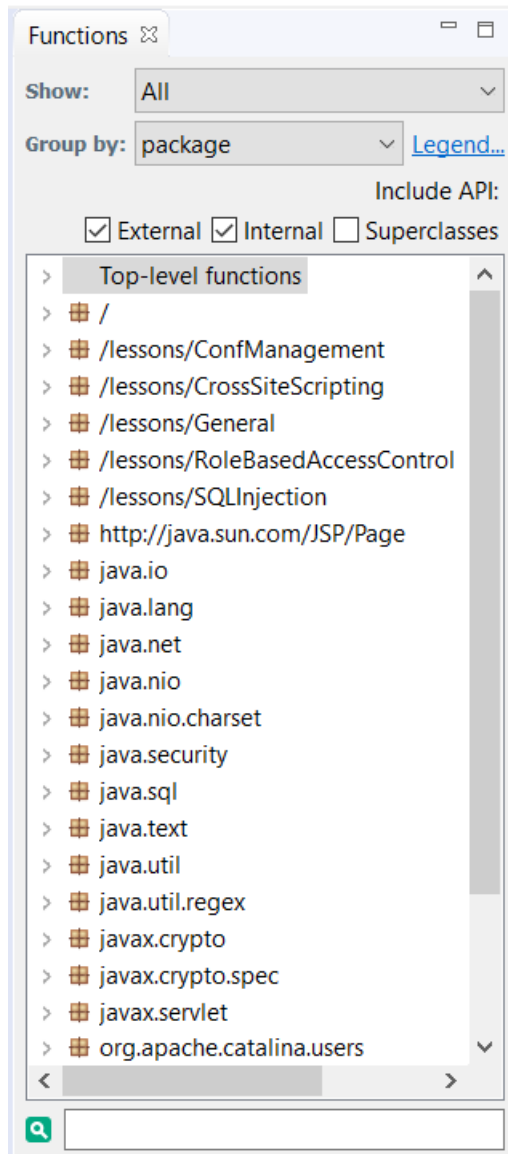 Functions
Show: All
Group by: package Legend...
Include API:
External Internal Superclasses
Top-level functions
/
/lessons/ConfManagement
/lessons/CrossSiteScripting
/lessons/General
/lessons/RoleBasedAccessControl
/lessons/SQLInjection
http://java.sun.com/JSP/Page
java.io
java.lang
java.net
java.nio
java.nio.charset
java.security
java.sql
java.text
java.util
java.util.regex
javax.crypto
javax.crypto.spec
javax.servlet
org.apache.catalina.users